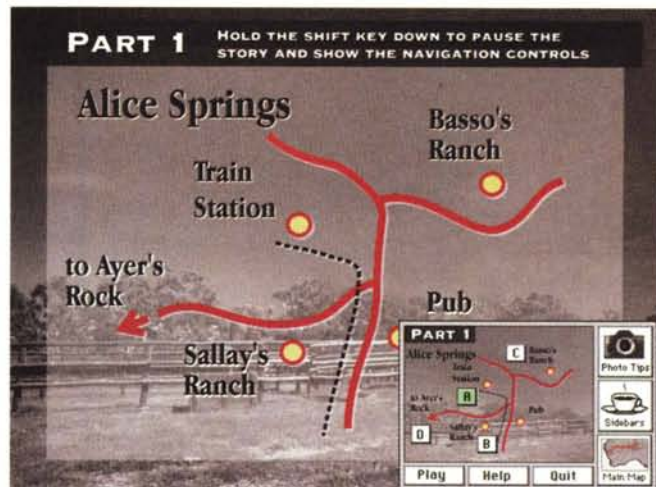 PART 1
HOLD THE SHIFT KEY DOWN TO PAUSE THE
STORY AND SHOW THE NAVIGATION CONTROLS
Alice Springs
Basso's
Ranch
Train
Station
to Ayer's
Rock
Pub
Sallay's
Ranch
PART 1
Alice Springs
C
Basso's
Ranch
Train
Station
A
to Ayer's
Rock
Pub
D
Sallay's
Ranch
B
Photo Tips
Sidebars
Main Map
Play
Help
Quit